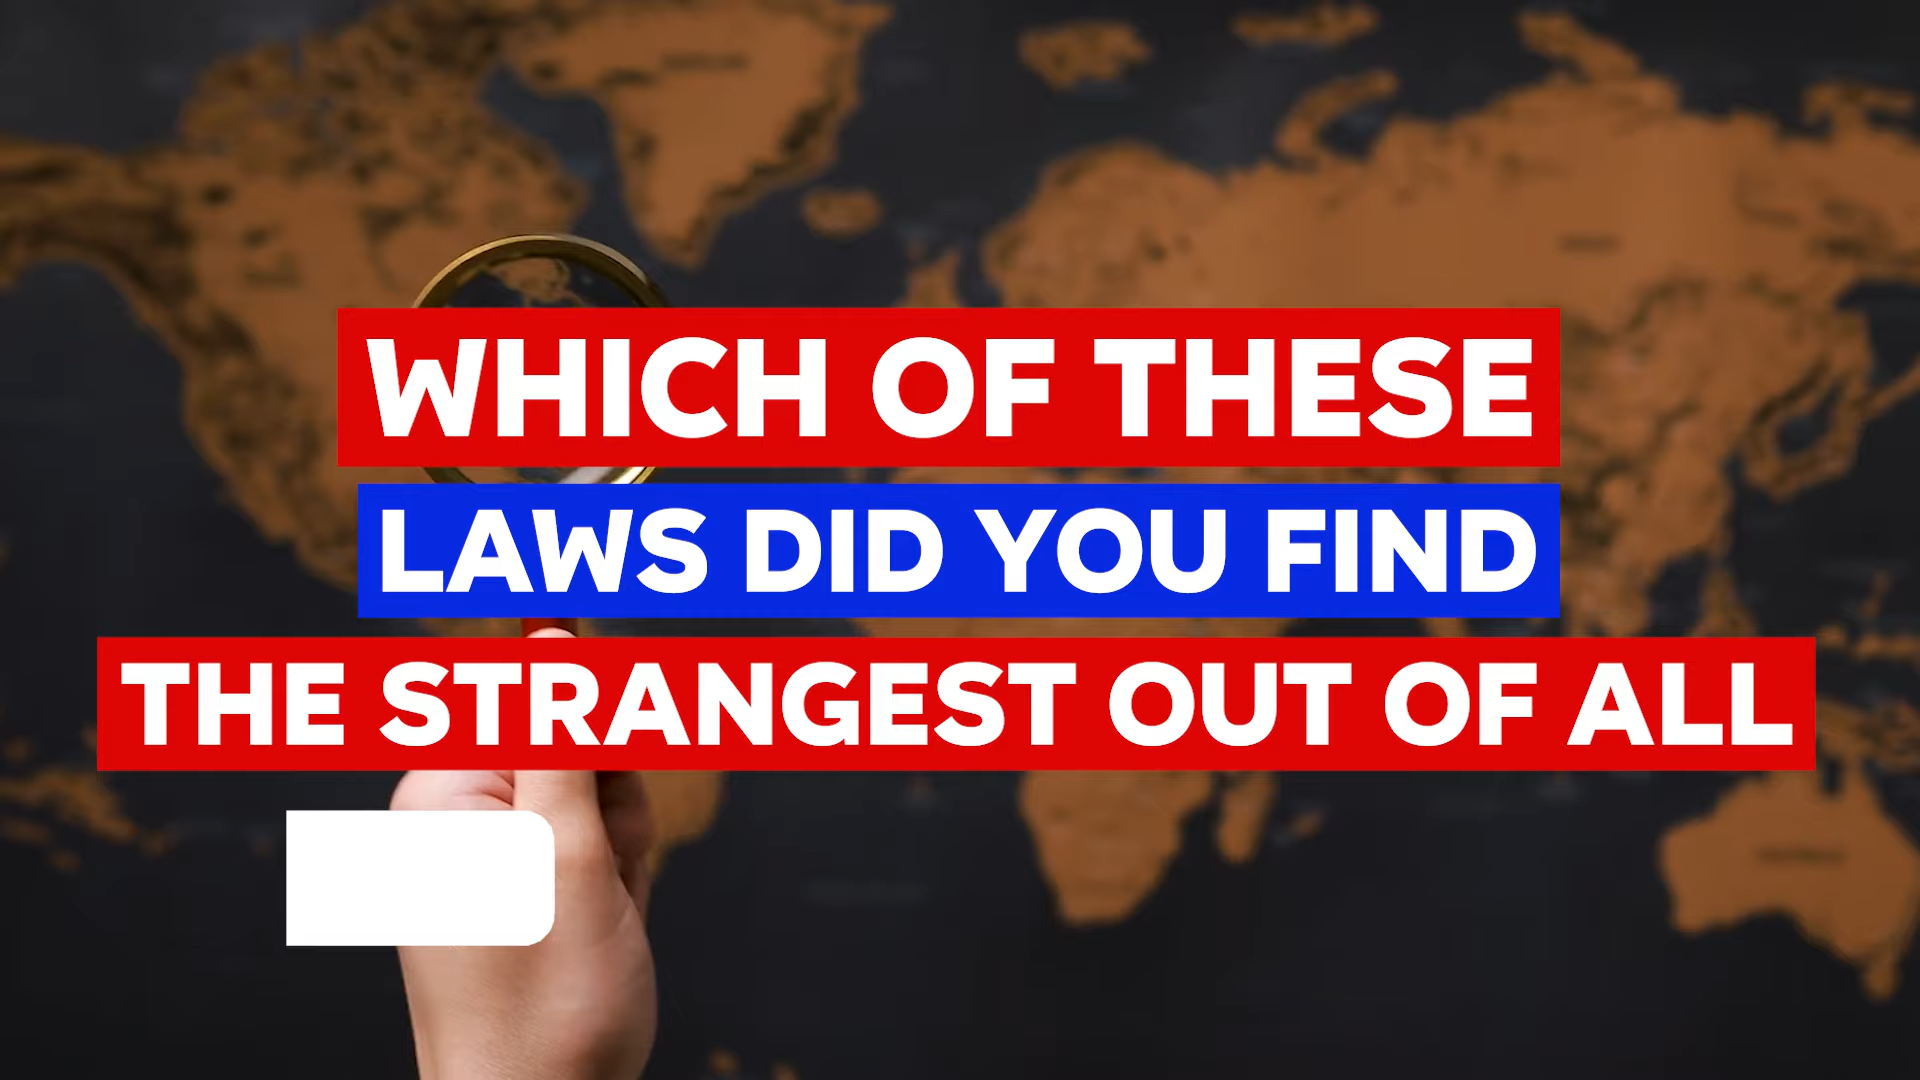 WHICH OF THESE
LAWS DID YOU FIND
THE STRANGEST OUT OF ALL